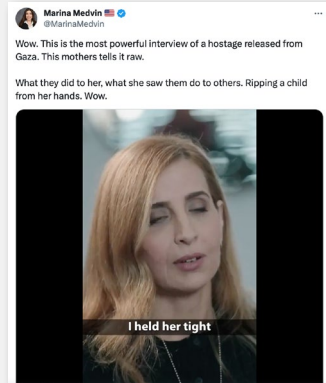 Marina Medvin 🇺🇸
@MarinaMedvin
Wow. This is the most powerful interview of a hostage released from
Gaza. This mothers tells it raw.
What they did to her, what she saw them do to others. Ripping a child
from her hands. Wow.
I held her tight